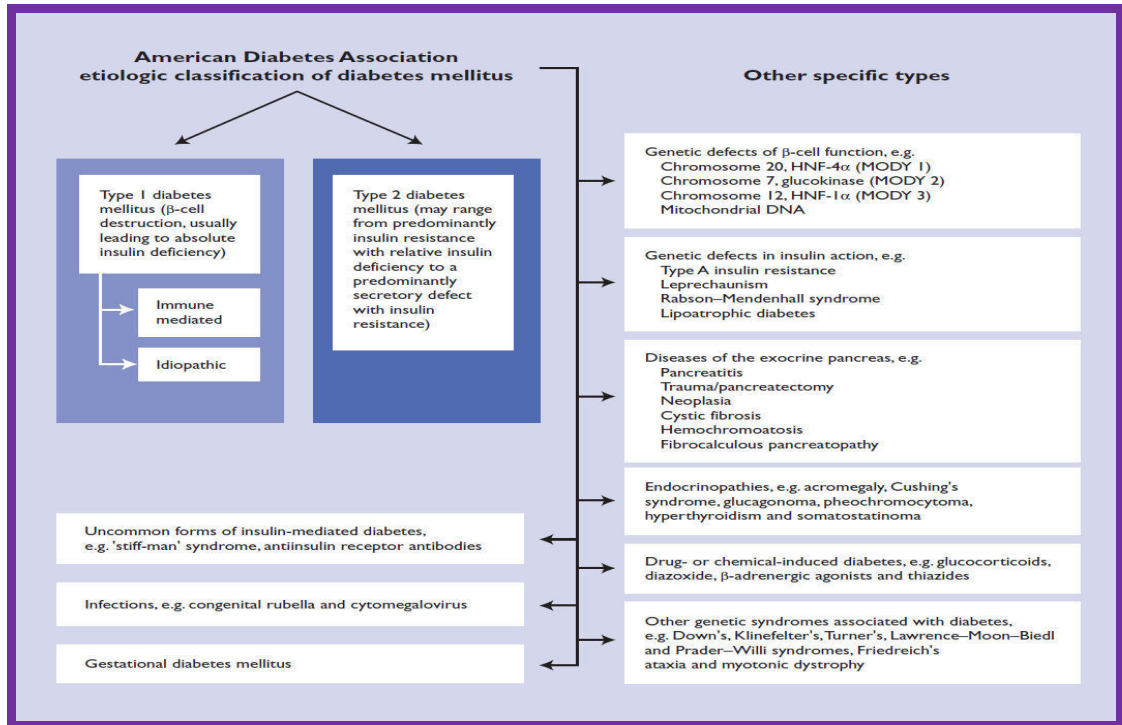 American Diabetes Association
etiologic classification of diabetes mellitus
Type 1 diabetes
mellitus (β-cell
destruction, usually
leading to absolute
insulin deficiency)
Immune
mediated
Idiopathic
Type 2 diabetes
mellitus (may range
from predominantly
insulin resistance
with relative insulin
deficiency to a
predominantly
secretory defect
with insulin
resistance)
Uncommon forms of insulin-mediated diabetes,
e.g. 'stiff-man' syndrome, antiinsulin receptor antibodies
Infections, e.g. congenital rubella and cytomegalovirus
Gestational diabetes mellitus
Other specific types
Genetic defects of β-cell function, e.g.
Chromosome 20, HNF-4α (MODY 1)
Chromosome 7, glucokinase (MODY 2)
Chromosome 12, HNF-1α (MODY 3)
Mitochondrial DNA
Genetic defects in insulin action, e.g.
Type A insulin resistance
Leprechaunism
Rabson–Mendenhall syndrome
Lipoatrophic diabetes
Diseases of the exocrine pancreas, e.g.
Pancreatitis
Trauma/pancreatectomy
Neoplasia
Cystic fibrosis
Hemochromoatosis
Fibrocalculous pancreatopathy
Endocrinopathies, e.g. acromegaly, Cushing's
syndrome, glucagonoma, pheochromocytoma,
hyperthyroidism and somatostatinoma
Drug- or chemical-induced diabetes, e.g. glucocorticoids,
diazoxide, β-adrenergic agonists and thiazides
Other genetic syndromes associated with diabetes,
e.g. Down's, Klinefelter's, Turner's, Lawrence–Moon–Biedl
and Prader–Willi syndromes, Friedreich's
ataxia and myotonic dystrophy